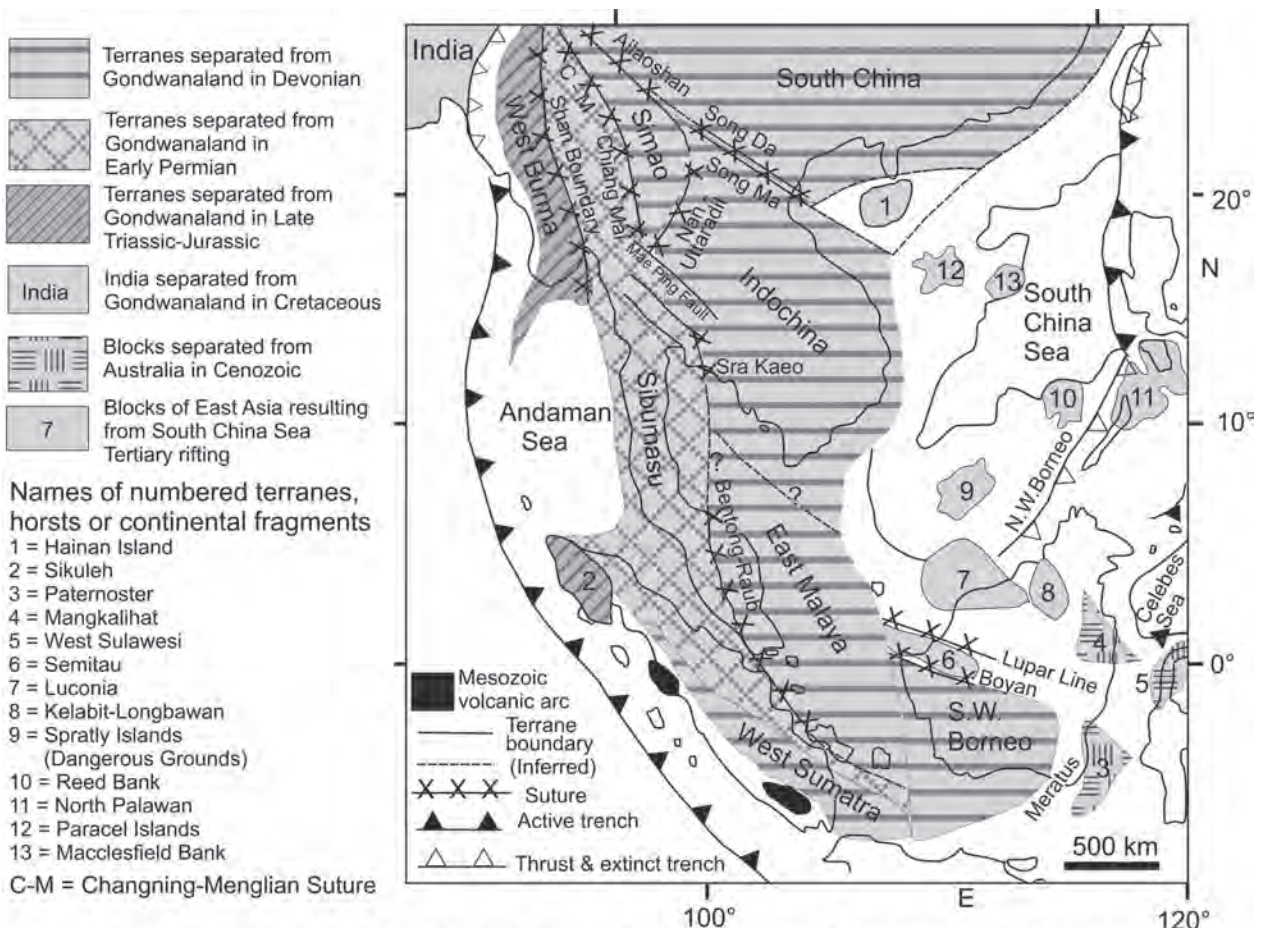 Terranes separated from
Gondwanaland in Devonian
Terranes separated from
Gondwanaland in
Early Permian
Terranes separated from
Gondwanaland in Late
Triassic-Jurassic
India
India separated from
Gondwanaland in Cretaceous
Blocks separated from
Australia in Cenozoic
7
Blocks of East Asia resulting
from South China Sea
Tertiary rifting
Names of numbered terranes,
horsts or continental fragments
1 = Hainan Island
2 = Sikuleh
3 = Paternoster
4 = Mangkalihat
5 = West Sulawesi
6 = Semitau
7 = Luconia
8 = Kelabit-Longbawan
9 = Spratly Islands
(Dangerous Grounds)
10 = Reed Bank
11 = North Palawan
12 = Paracel Islands
13 = Macclesfield Bank
C-M = Changning-Menglian Suture
India
Ailaoshan
South China
C-M
Song Da
Simao
West Burma
Shan Boundary
Chiang Mai
Song Ma
1
20°
Nan -
Uttaradit
Mae Ping Fault
12
13
N
Indochina
South
China
Sea
Sra Kaeo
10
11
Andaman
Sea
10°
Sibumasu
?
?
9
N.W.Borneo
Bentong-Raub
East Malaya
2
7
8
Celebes
Sea
4
6
Lupar Line
0°
5
Boyan
S.W.
Borneo
West Sumatra
Meratus
3
Mesozoic
volcanic arc
Terrane
boundary
(Inferred)
Suture
Active trench
Thrust & extinct trench
500 km
100°
E
120°